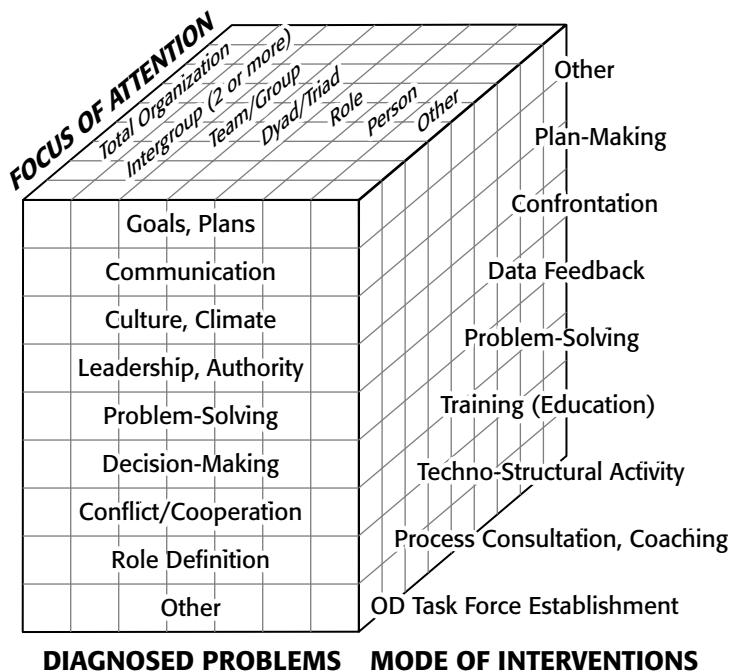 FOCUS OF ATTENTION
Total Organization
Intergroup (2 or more)
Team/Group
Dyad/Triad
Role
Person
Other
Goals, Plans
Communication
Culture, Climate
Leadership, Authority
Problem-Solving
Decision-Making
Conflict/Cooperation
Role Definition
Other
DIAGNOSED PROBLEMS
Other
Plan-Making
Confrontation
Data Feedback
Problem-Solving
Training (Education)
Techno-Structural Activity
Process Consultation, Coaching
OD Task Force Establishment
MODE OF INTERVENTIONS